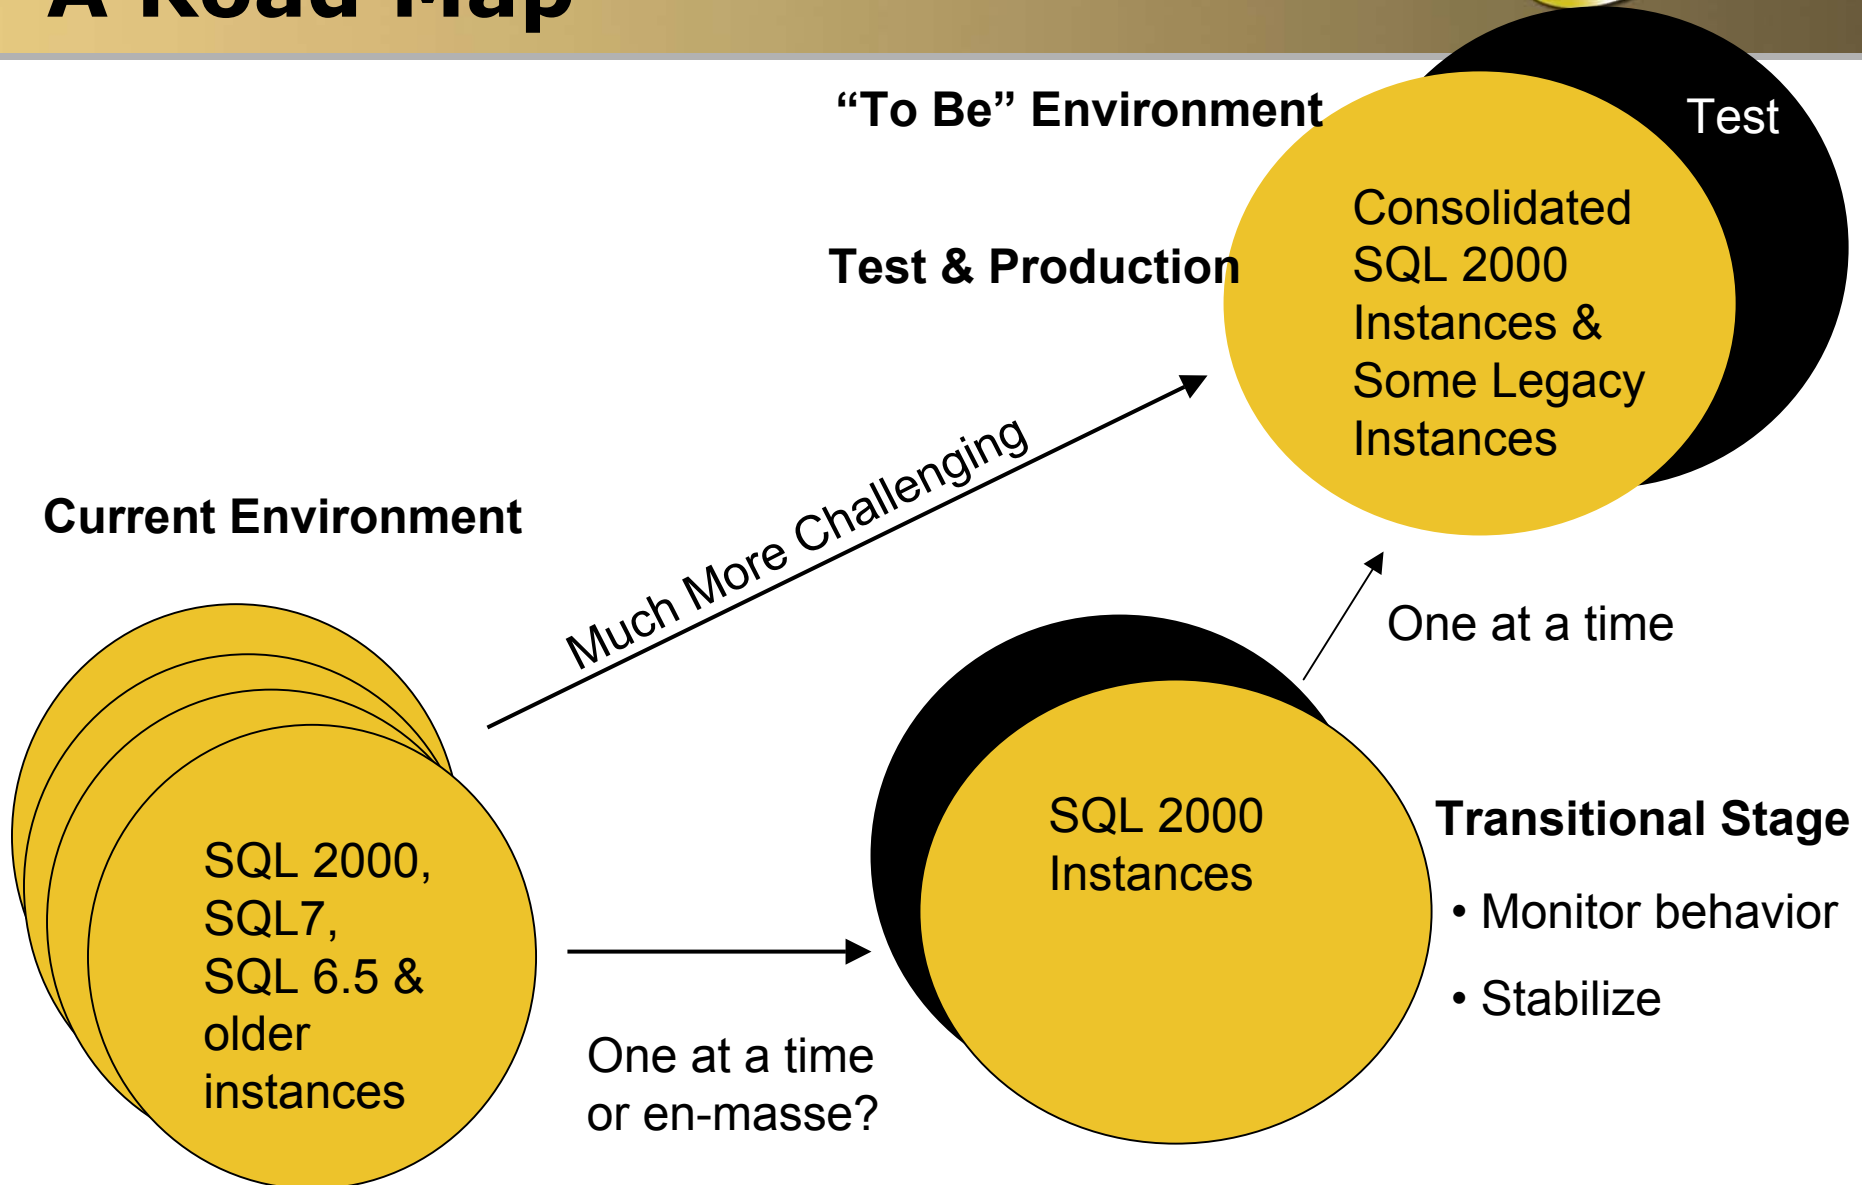 A Road Map
“To Be” Environment
Test
Test & Production
Consolidated
SQL 2000
Instances &
Some Legacy
Instances
Much More Challenging
Current Environment
One at a time
SQL 2000,
SQL7,
SQL 6.5 &
older
instances
One at a time
or en-masse?
SQL 2000
Instances
Transitional Stage
• Monitor behavior
• Stabilize